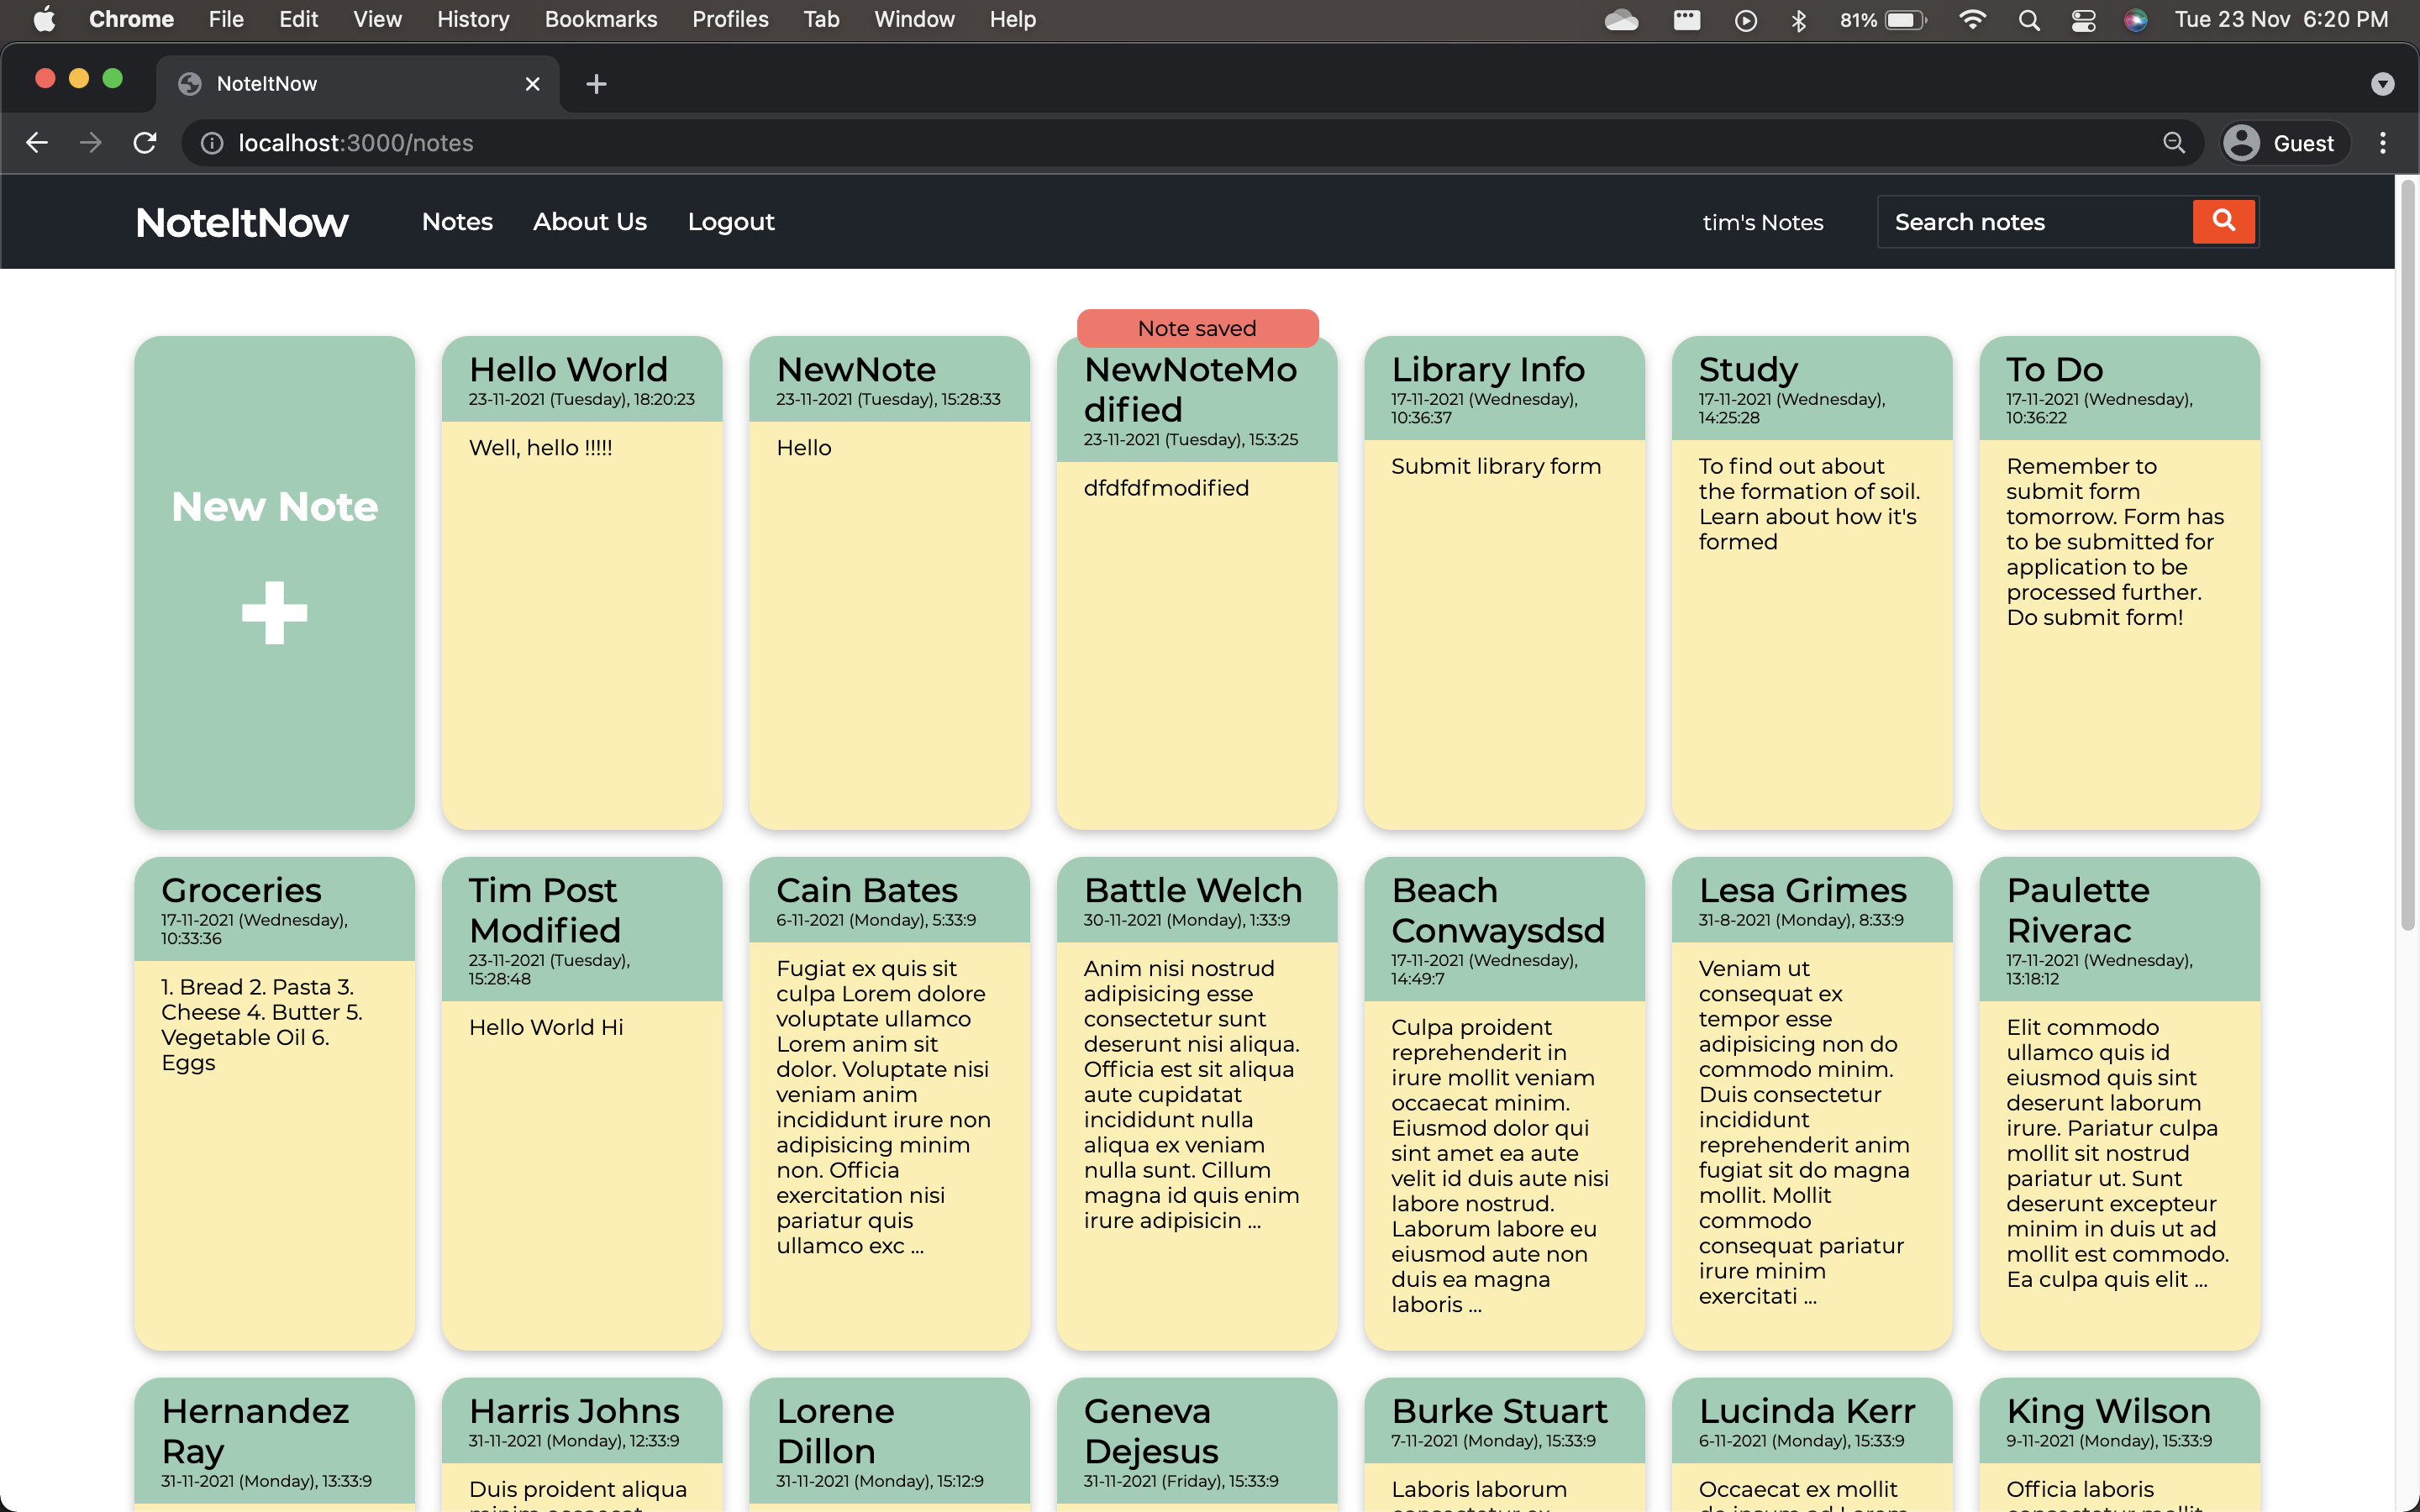 Chrome File Edit View History Bookmarks Profiles Tab Window Help 81% Tue 23 Nov 6:20 PM
NoteItNow
localhost:3000/notes Guest
NoteItNow Notes About Us Logout tim's Notes Search notes
Note saved
New Note
Hello World
23-11-2021 (Tuesday), 18:20:23
Well, hello !!!!!
NewNote
23-11-2021 (Tuesday), 15:28:33
Hello
NewNoteMo
dified
23-11-2021 (Tuesday), 15:3:25
dfdfdfmodified
Library Info
17-11-2021 (Wednesday),
10:36:37
Submit library form
Study
17-11-2021 (Wednesday),
14:25:28
To find out about
the formation of soil.
Learn about how it's
formed
To Do
17-11-2021 (Wednesday),
10:36:22
Remember to
submit form
tomorrow. Form has
to be submitted for
application to be
processed further.
Do submit form!
Groceries
17-11-2021 (Wednesday),
10:33:36
1. Bread 2. Pasta 3.
Cheese 4. Butter 5.
Vegetable Oil 6.
Eggs
Tim Post
Modified
23-11-2021 (Tuesday),
15:28:48
Hello World Hi
Cain Bates
6-11-2021 (Monday), 5:33:9
Fugiat ex quis sit
culpa Lorem dolore
voluptate ullamco
Lorem anim sit
dolor. Voluptate nisi
veniam anim
incididunt irure non
adipisicing minim
non. Officia
exercitation nisi
pariatur quis
ullamco exc ...
Battle Welch
30-11-2021 (Monday), 1:33:9
Anim nisi nostrud
adipisicing esse
consectetur sunt
deserunt nisi aliqua.
Officia est sit aliqua
aute cupidatat
incididunt nulla
aliqua ex veniam
nulla sunt. Cillum
magna id quis enim
irure adipisicin ...
Beach
Conwaysdsd
17-11-2021 (Wednesday),
14:49:7
Culpa proident
reprehenderit in
irure mollit veniam
occaecat minim.
Eiusmod dolor qui
sint amet ea aute
velit id duis aute nisi
labore nostrud.
Laborum labore eu
eiusmod aute non
duis ea magna
laboris ...
Lesa Grimes
31-8-2021 (Monday), 8:33:9
Veniam ut
consequat ex
tempor esse
adipisicing non do
commodo minim.
Duis consectetur
incididunt
reprehenderit anim
fugiat sit do magna
mollit. Mollit
commodo
consequat pariatur
irure minim
exercitati ...
Paulette
Riverac
17-11-2021 (Wednesday),
13:18:12
Elit commodo
ullamco quis id
eiusmod quis sint
deserunt laborum
irure. Pariatur culpa
mollit sit nostrud
pariatur ut. Sunt
deserunt excepteur
minim in duis ut ad
mollit est commodo.
Ea culpa quis elit ...
Hernandez
Ray
31-11-2021 (Monday), 13:33:9
Harris Johns
31-11-2021 (Monday), 12:33:9
Duis proident aliqua
Lorene
Dillon
31-11-2021 (Monday), 15:12:9
Geneva
Dejesus
31-11-2021 (Friday), 15:33:9
Burke Stuart
7-11-2021 (Monday), 15:33:9
Laboris laborum
Lucinda Kerr
6-11-2021 (Monday), 15:33:9
Occaecat ex mollit
King Wilson
9-11-2021 (Monday), 15:33:9
Officia laboris